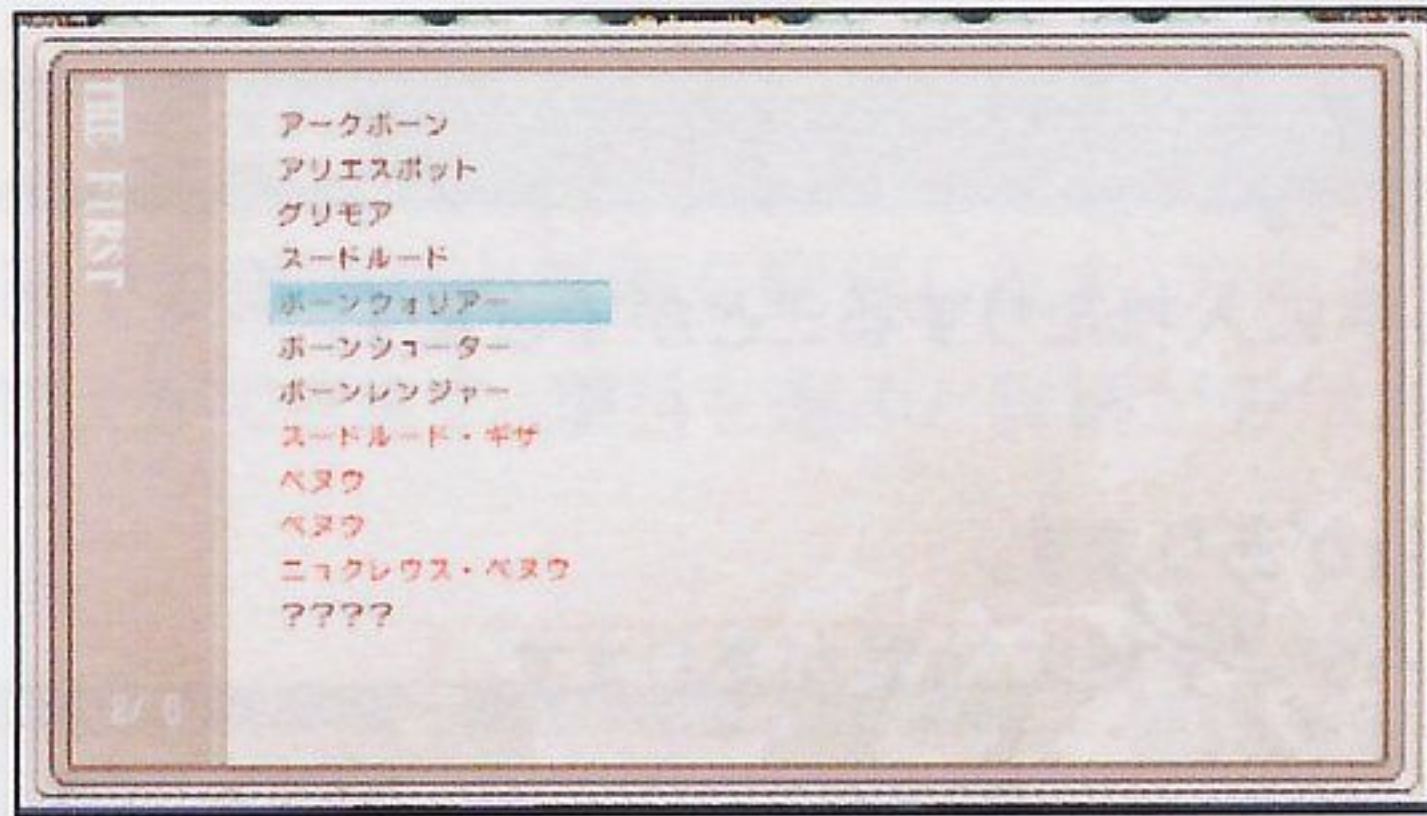 THE FIRST
アークボーン
アリエスポット
グリモア
スードルード
ボーンウォリアー
ボーンシューター
ボーンレンジャー
スードルード・ギザ
ベヌウ
ベヌウ
ニュクレウス・ベヌウ
????